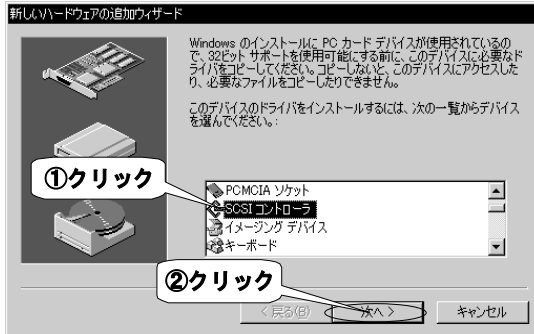 新しいハードウェアの追加ウィザード
Windows のインストールに PC カード デバイスが使用されているの
で、32ビット サポートを使用可能にする前に、このデバイスに必要なド
ライバをコピーしてください。コピーしないと、このデバイスにアクセスした
り、必要なファイルをコピーしたりできません。
このデバイスのドライバをインストールするには、次の一覧からデバイス
を選んでください。:
①クリック
PCMCIA ソケット
SCSI コントローラ
イメージング デバイス
キーボード
②クリック
< 戻る(B)
次へ >
キャンセル